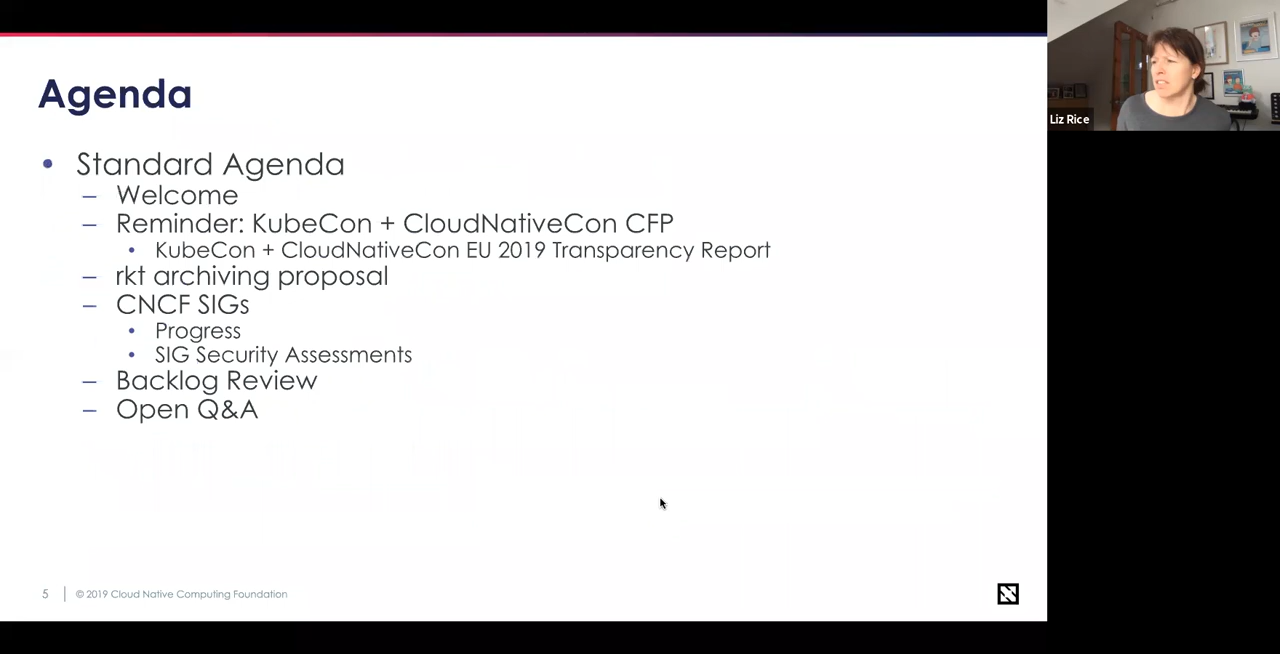 Agenda
• Standard Agenda
– Welcome
– Reminder: KubeCon + CloudNativeCon CFP
• KubeCon + CloudNativeCon EU 2019 Transparency Report
– rkt archiving proposal
– CNCF SIGs
• Progress
• SIG Security Assessments
– Backlog Review
– Open Q&A
5 | © 2019 Cloud Native Computing Foundation
Liz Rice